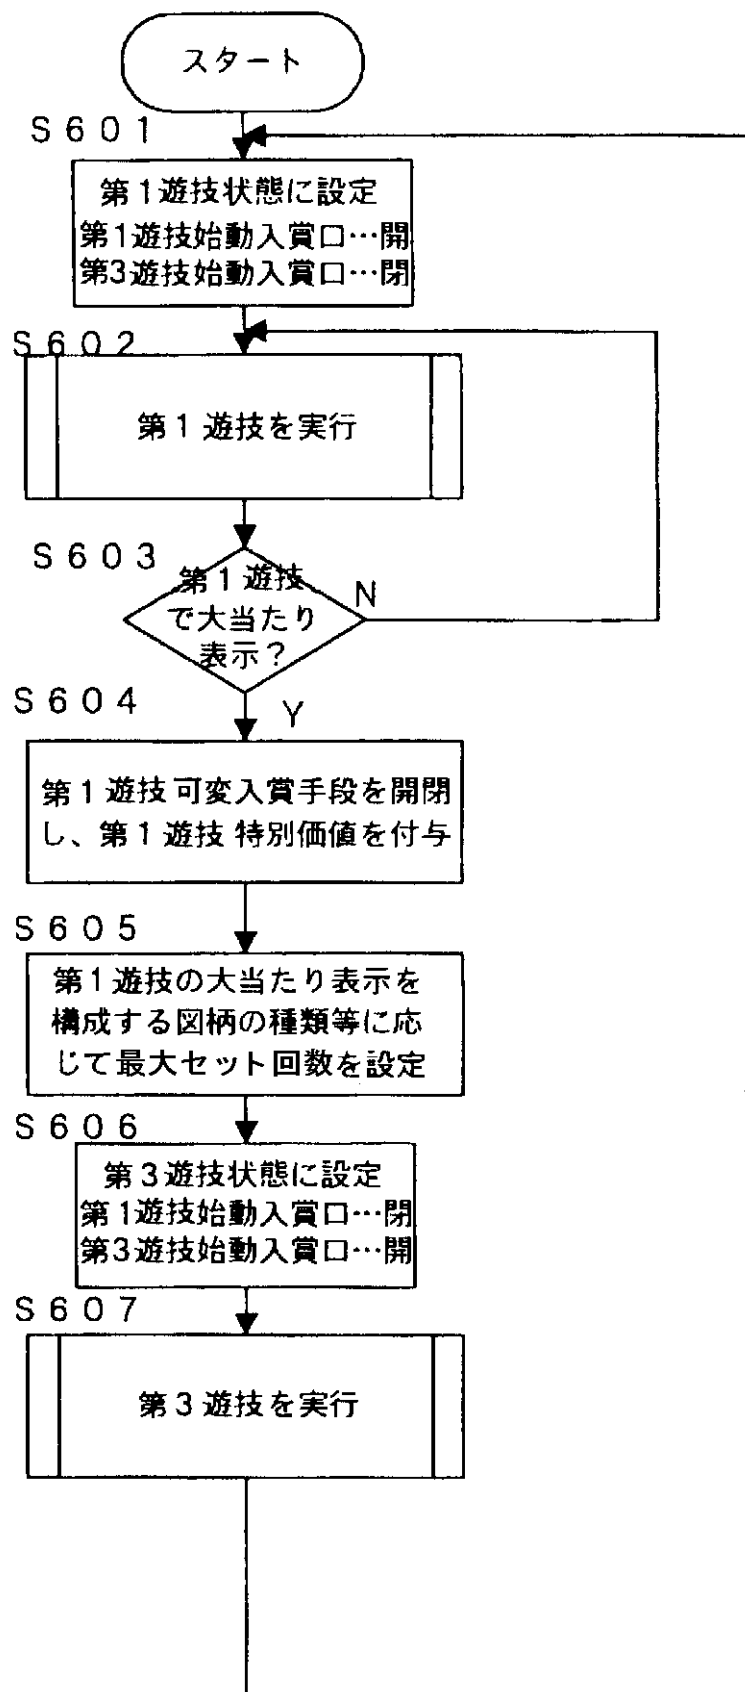 スタート
S601
第1遊技状態に設定
第1遊技始動入賞口…開
第3遊技始動入賞口…閉
S602
第1遊技を実行
S603
第1遊技
で大当たり
表示?
N
Y
S604
第1遊技可変入賞手段を開閉
し、第1遊技特別価値を付与
S605
第1遊技の大当たり表示を
構成する図柄の種類等に応
じて最大セット回数を設定
S606
第3遊技状態に設定
第1遊技始動入賞口…閉
第3遊技始動入賞口…開
S607
第3遊技を実行